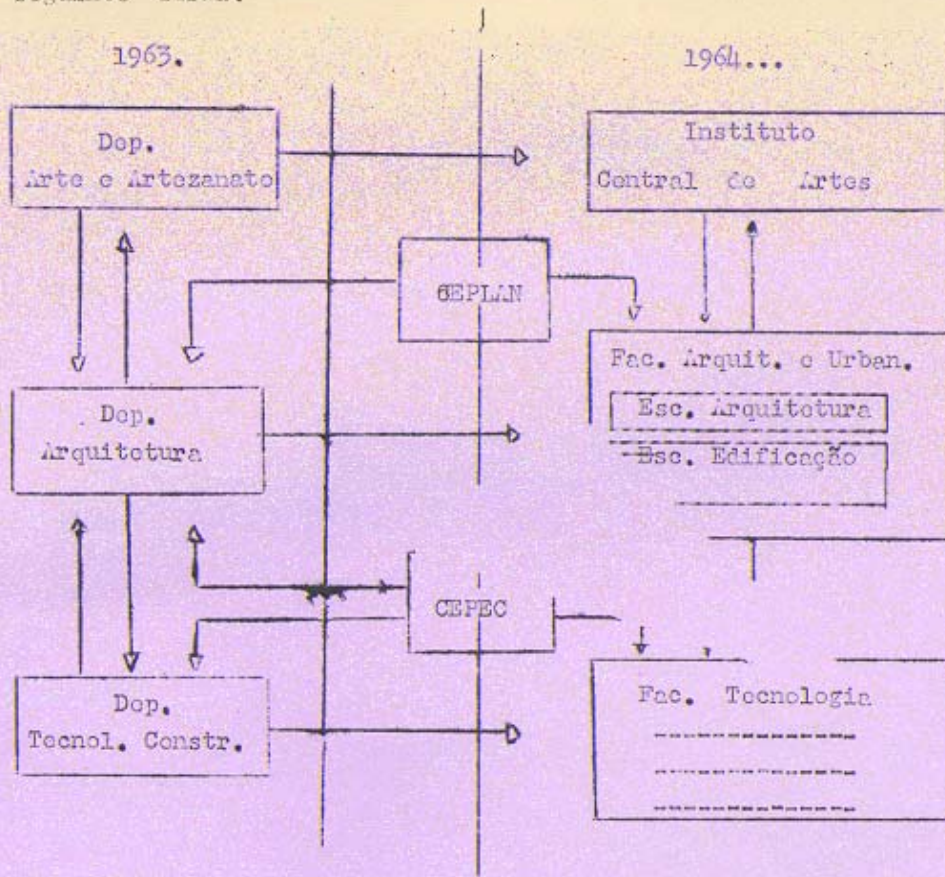 1963.
1964...
Dep.
Arte e Artezanato
Instituto
Central de Artes
CEPLAN
Fac. Arquit. e Urban.
Esc. Arquitetura
Esc. Edificação
Dep.
Arquitetura
CEPEC
Dep.
Tecnol. Constr.
Fac. Tecnologia